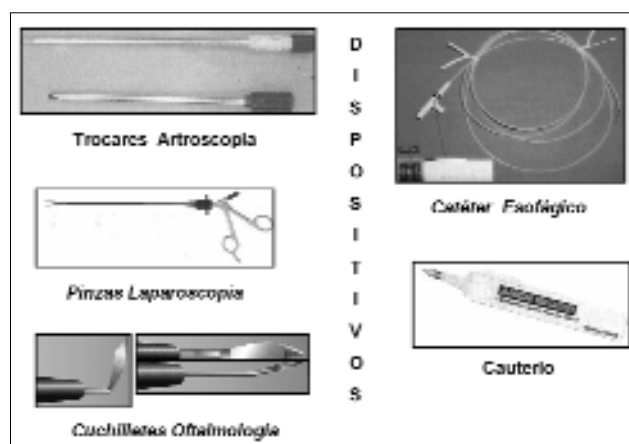 Trocares Artroscopia
Pinzas Laparoscopia
Cuchilletes Oftalmología
D
I
S
P
O
S
I
T
I
V
O
S
Catéter Esofágico
Cauterio